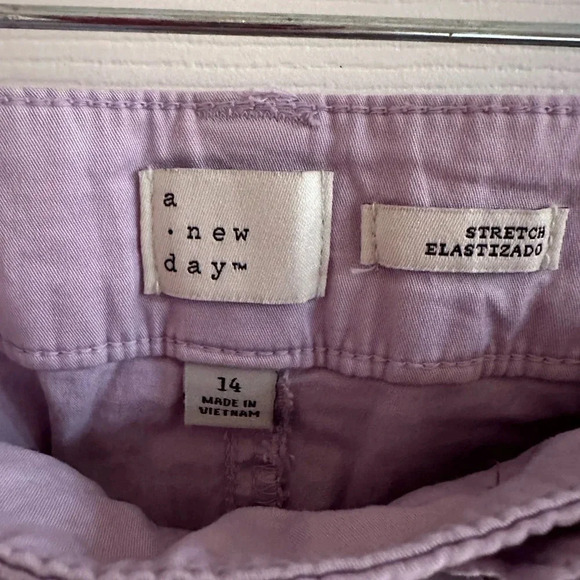 a
· new
day™
STRETCH
ELASTIZADO
14
MADE IN
VIETNAM